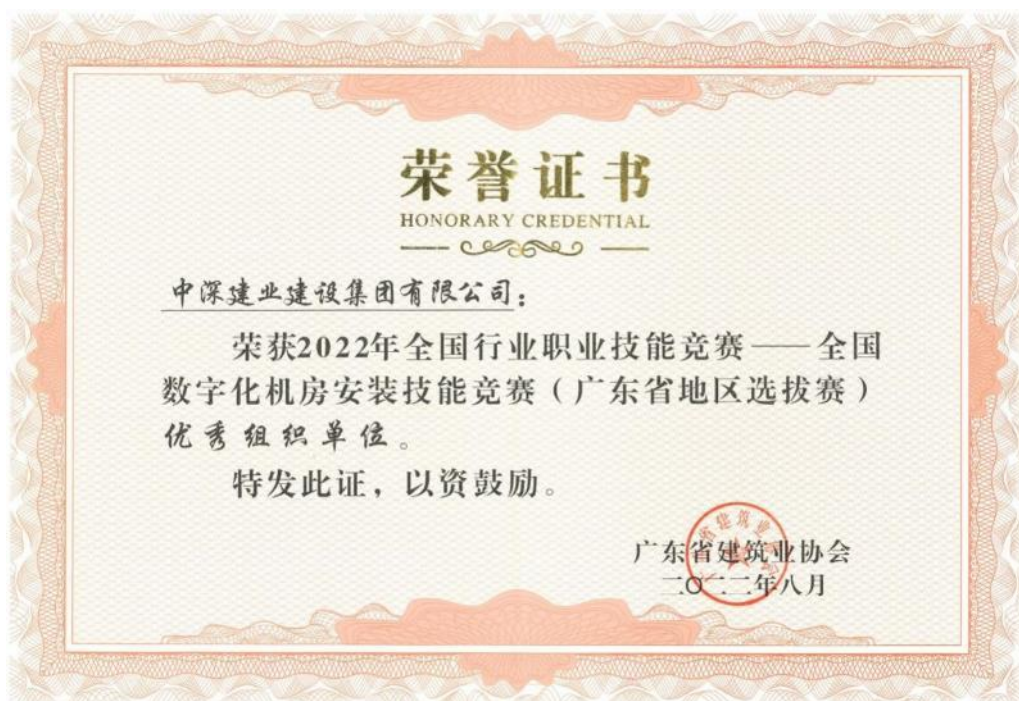 荣誉证书
HONORARY CREDENTIAL
中深建业建设集团有限公司：
荣获2022年全国行业职业技能竞赛——全国
数字化机房安装技能竞赛（广东省地区选拔赛）
优秀组织单位。
特发此证，以资鼓励。
广东省建筑业协会
二〇二二年八月